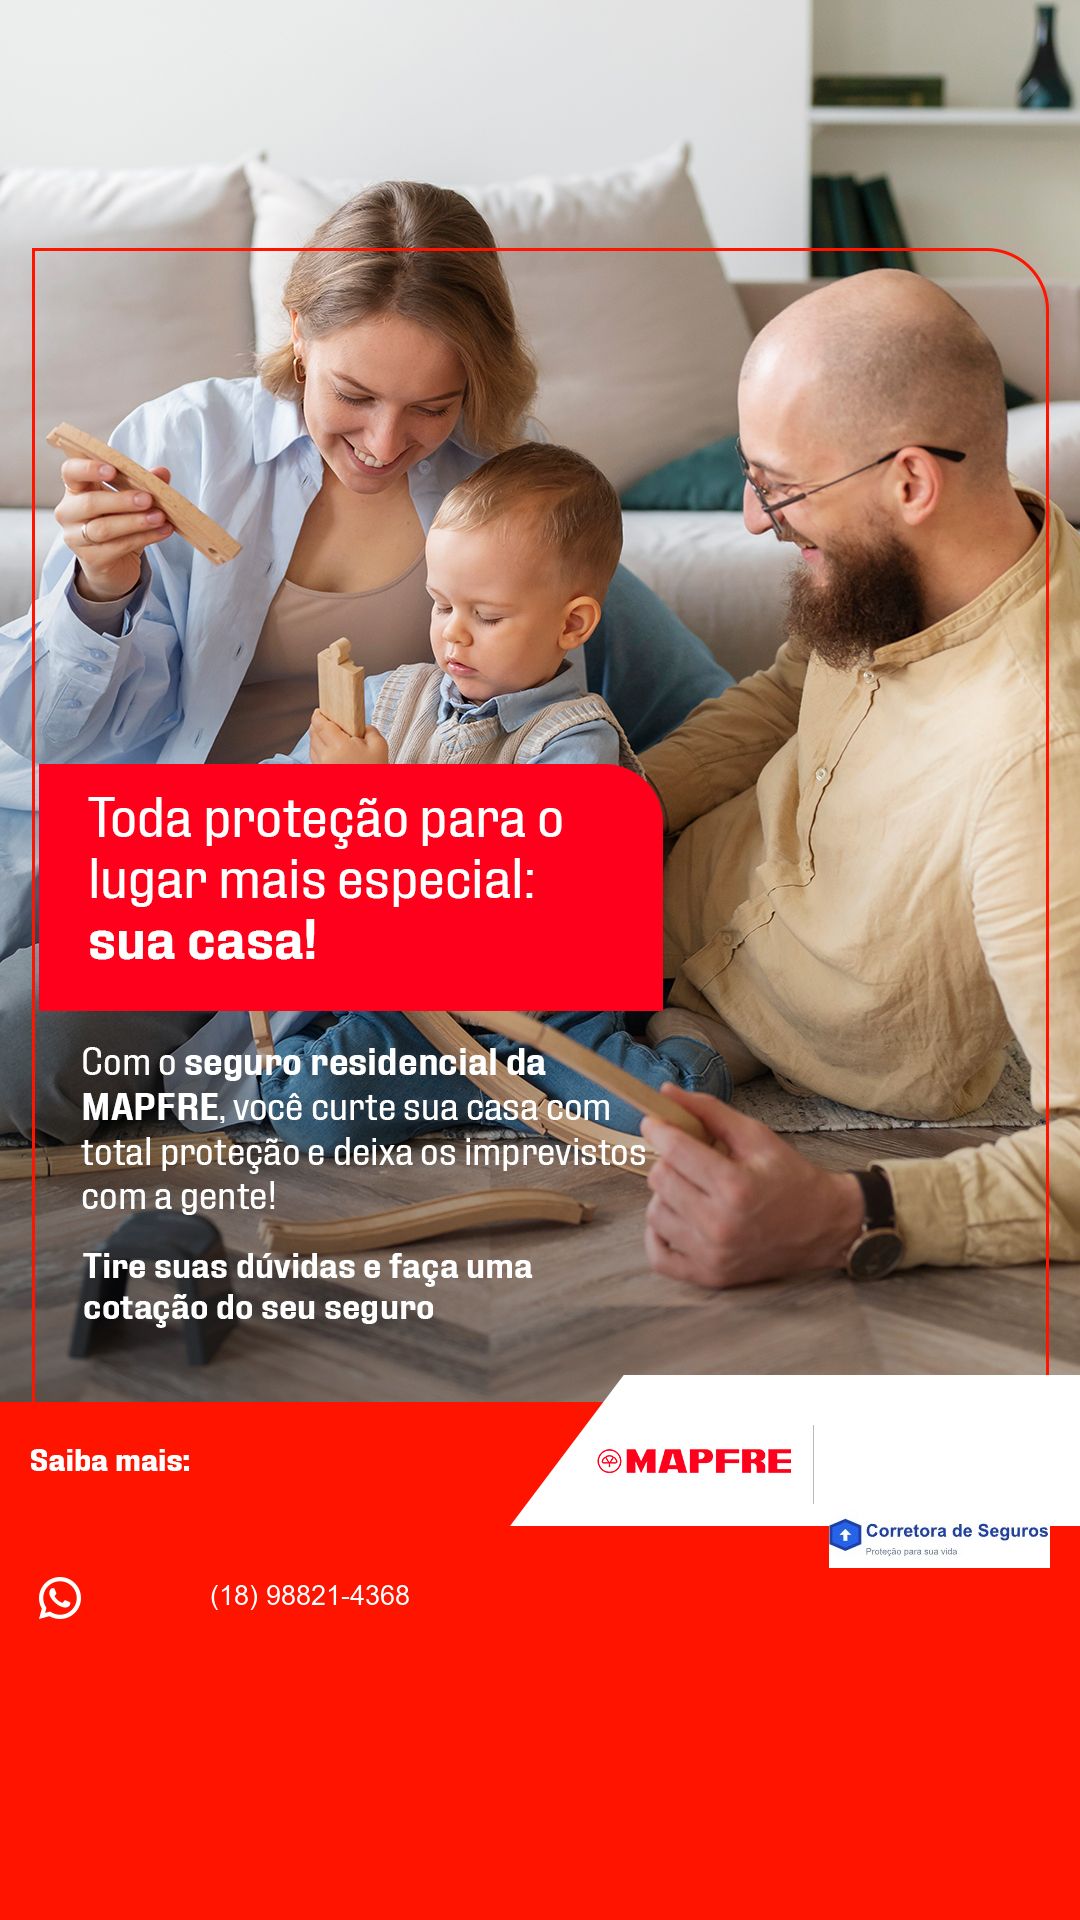 Toda proteção para o
lugar mais especial:
sua casa!
Com o seguro residencial da
MAPFRE, você curte sua casa com
total proteção e deixa os imprevistos
com a gente!
Tire suas dúvidas e faça uma
cotação do seu seguro
Saiba mais:
MAPFRE
Corretora de Seguros
Proteção para sua vida
(18) 98821-4368